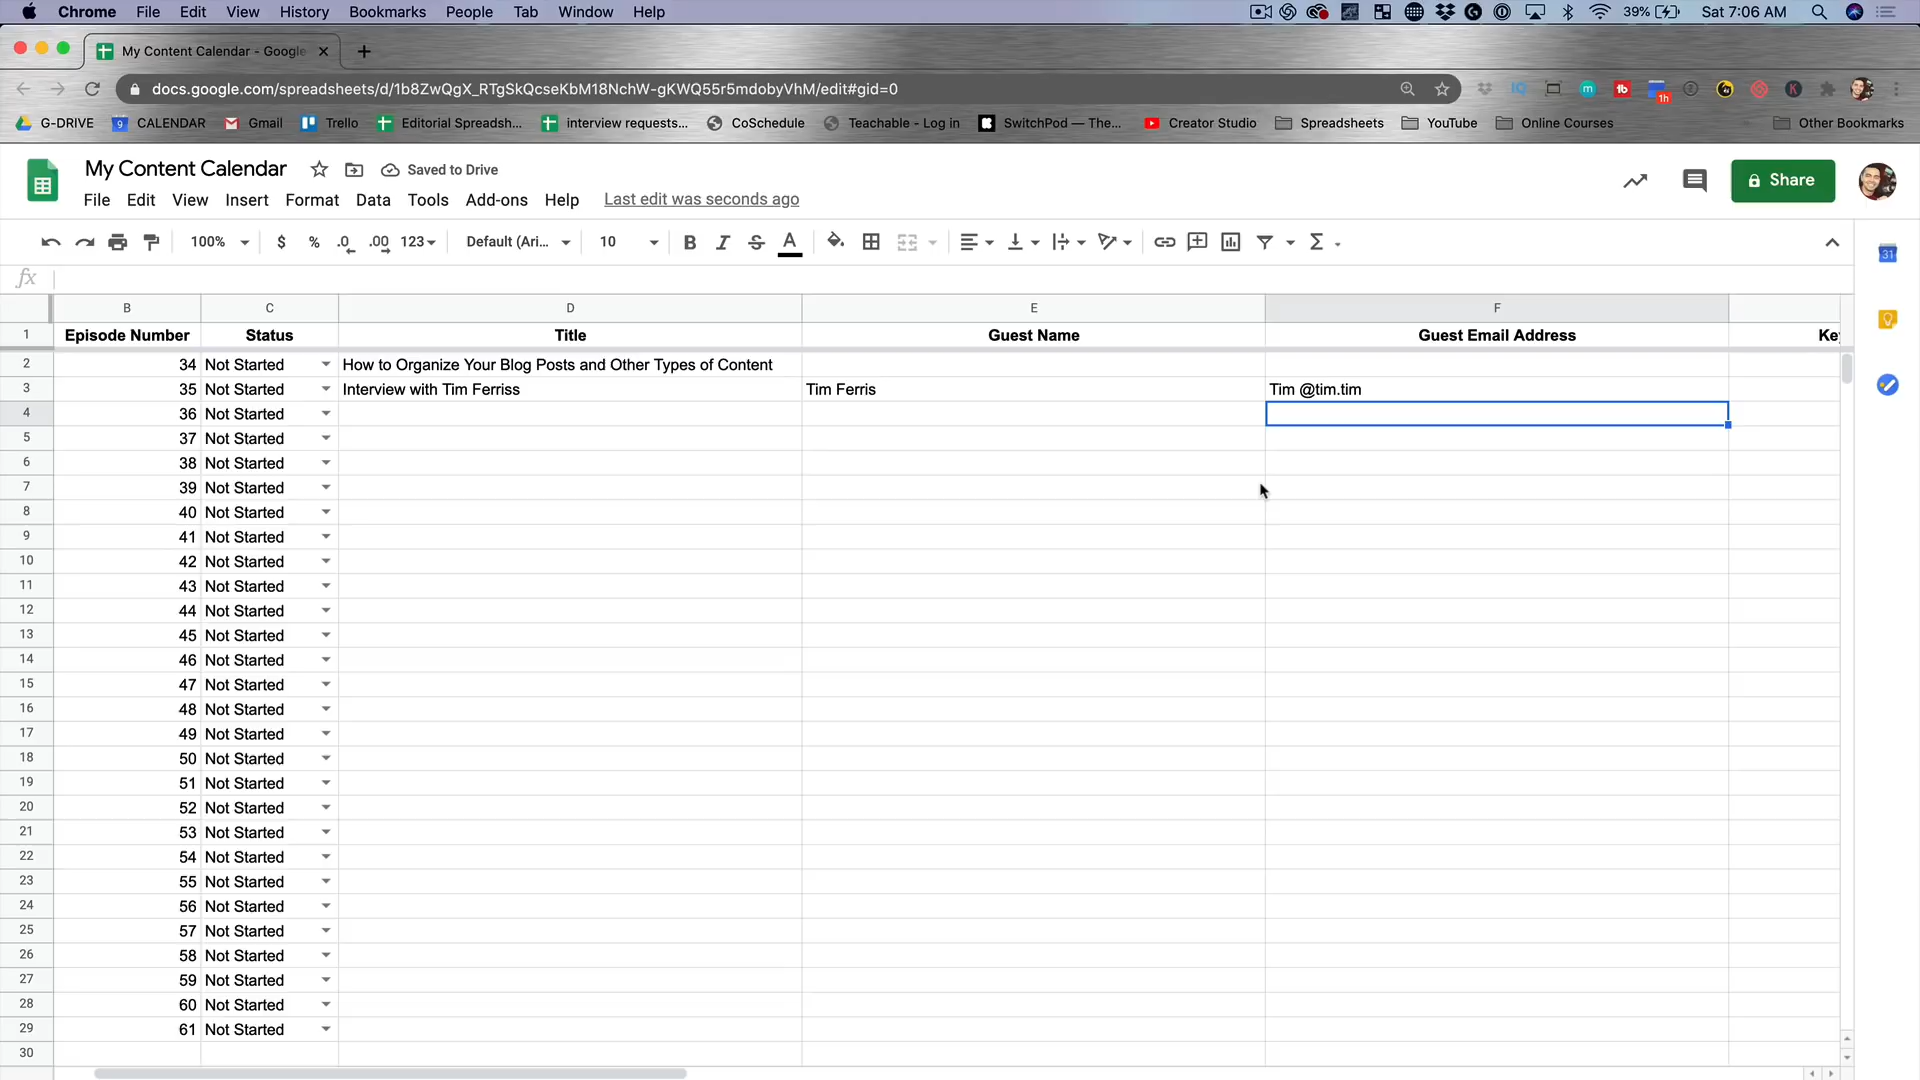 Chrome File Edit View History Bookmarks People Tab Window Help 39% Sat 7:06 AM
My Content Calendar - Google
docs.google.com/spreadsheets/d/1b8ZwQgX_RTgSkQcseKbM18NchW-gKWQ55r5mdobyVhM/edit#gid=0
G-DRIVE CALENDAR Gmail Trello Editorial Spreadsh... interview requests... CoSchedule Teachable - Log in SwitchPod — The... Creator Studio Spreadsheets YouTube Online Courses Other Bookmarks
My Content Calendar Saved to Drive
File Edit View Insert Format Data Tools Add-ons Help Last edit was seconds ago
Share
100% $ % .0 .00 123 Default (Ari... 10 B I S A Σ
fx
B C D E F
1 Episode Number Status Title Guest Name Guest Email Address Key
2 34 Not Started How to Organize Your Blog Posts and Other Types of Content
3 35 Not Started Interview with Tim Ferriss Tim Ferris Tim @tim.tim
4 36 Not Started
5 37 Not Started
6 38 Not Started
7 39 Not Started
8 40 Not Started
9 41 Not Started
10 42 Not Started
11 43 Not Started
12 44 Not Started
13 45 Not Started
14 46 Not Started
15 47 Not Started
16 48 Not Started
17 49 Not Started
18 50 Not Started
19 51 Not Started
20 52 Not Started
21 53 Not Started
22 54 Not Started
23 55 Not Started
24 56 Not Started
25 57 Not Started
26 58 Not Started
27 59 Not Started
28 60 Not Started
29 61 Not Started
30